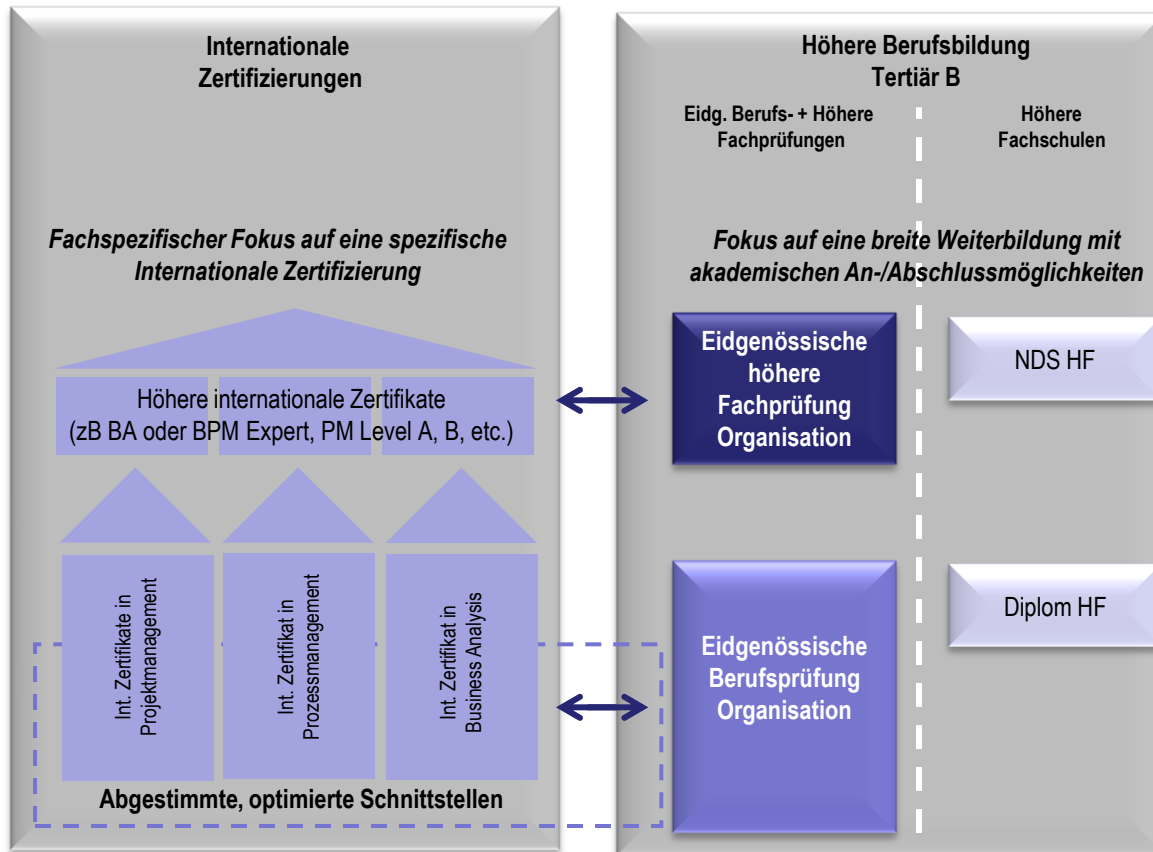 Internationale
Zertifizierungen
Fachspezifischer Fokus auf eine spezifische
Internationale Zertifizierung
Höhere internationale Zertifikate
(zB BA oder BPM Expert, PM Level A, B, etc.)
Int. Zertifikate in
Projektmanagement
Int. Zertifikat in
Prozessmanagement
Int. Zertifikat in
Business Analysis
Abgestimmte, optimierte Schnittstellen
Höhere Berufsbildung
Tertiär B
Eidg. Berufs- + Höhere
Fachprüfungen
Höhere
Fachschulen
Fokus auf eine breite Weiterbildung mit
akademischen An-/Abschlussmöglichkeiten
Eidgenössische
höhere
Fachprüfung
Organisation
NDS HF
Eidgenössische
Berufsprüfung
Organisation
Diplom HF